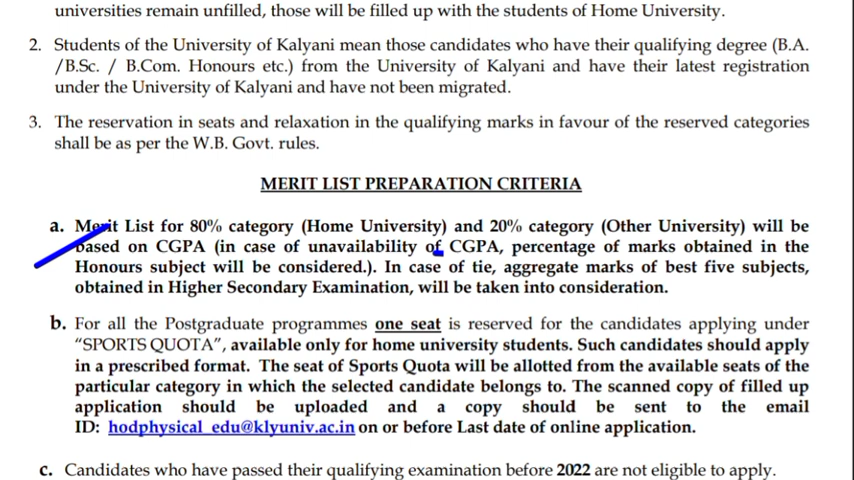 universities remain unfilled, those will be filled up with the students of Home University.
2. Students of the University of Kalyani mean those candidates who have their qualifying degree (B.A.
/B.Sc. / B.Com. Honours etc.) from the University of Kalyani and have their latest registration
under the University of Kalyani and have not been migrated.
3. The reservation in seats and relaxation in the qualifying marks in favour of the reserved categories
shall be as per the W.B. Govt. rules.
MERIT LIST PREPARATION CRITERIA
a. Merit List for 80% category (Home University) and 20% category (Other University) will be
based on CGPA (in case of unavailability of CGPA, percentage of marks obtained in the
Honours subject will be considered.). In case of tie, aggregate marks of best five subjects,
obtained in Higher Secondary Examination, will be taken into consideration.
b. For all the Postgraduate programmes one seat is reserved for the candidates applying under
“SPORTS QUOTA”, available only for home university students. Such candidates should apply
in a prescribed format. The seat of Sports Quota will be allotted from the available seats of the
particular category in which the selected candidate belongs to. The scanned copy of filled up
application should be uploaded and a copy should be sent to the email
ID: hodphysical_edu@klyuniv.ac.in on or before Last date of online application.
c. Candidates who have passed their qualifying examination before 2022 are not eligible to apply.